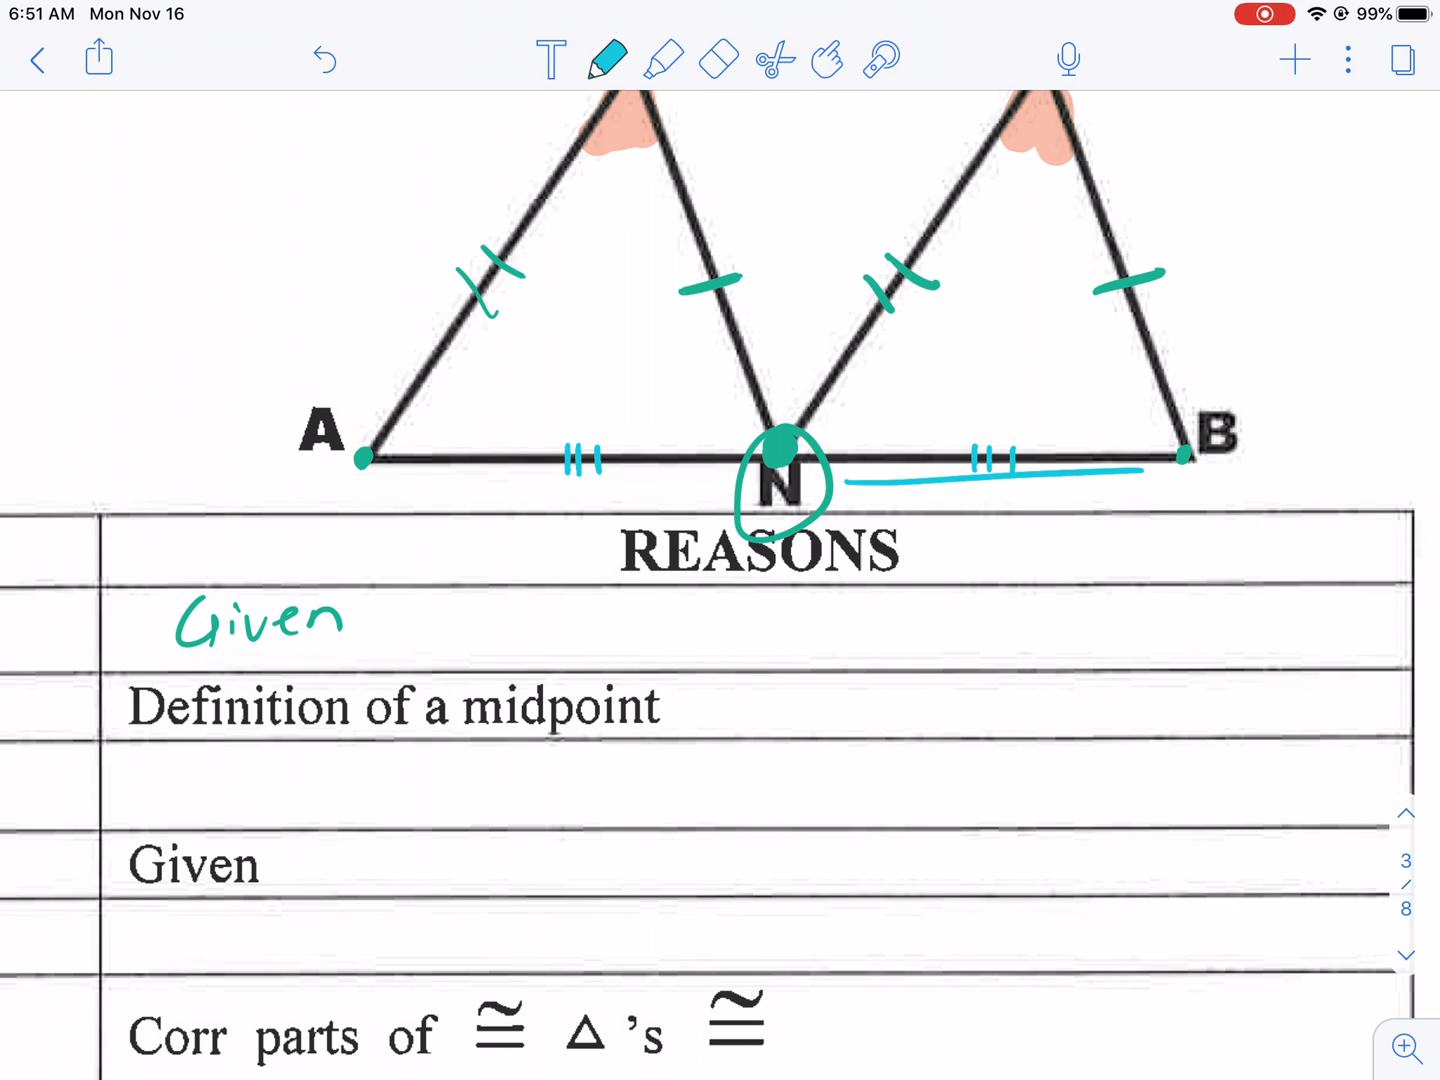 6:51 AM Mon Nov 16
99%
T
A
B
N
REASONS
Given
Definition of a midpoint
Given
3
/
8
Corr parts of ≅ △ 's ≅